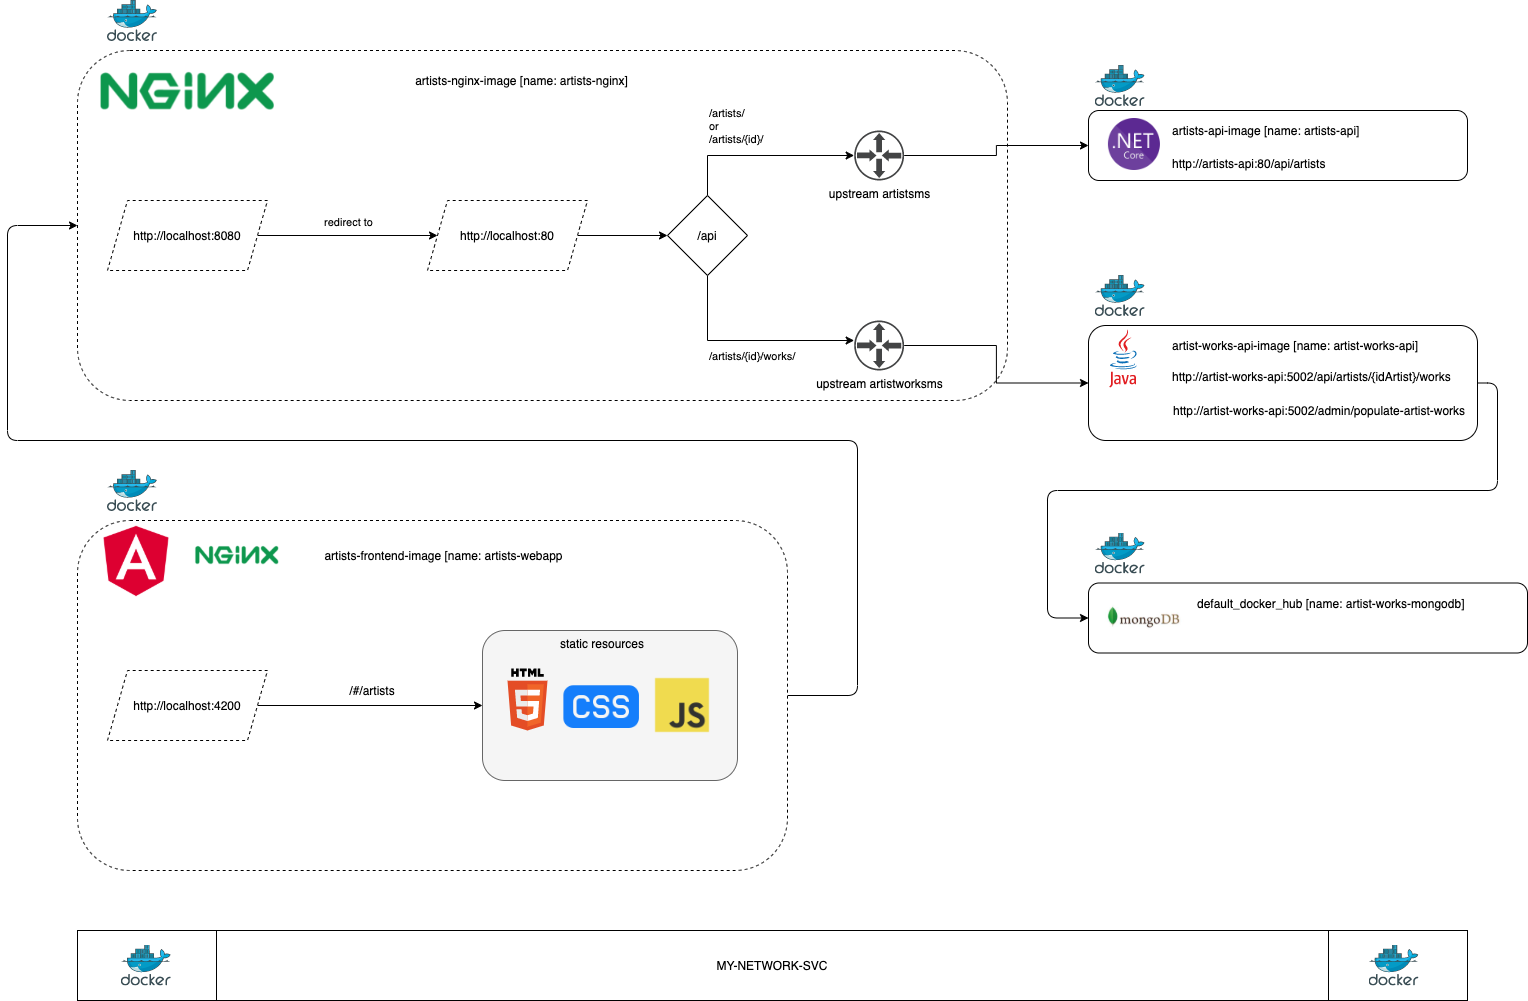 docker
NGINX
artists-nginx-image [name: artists-nginx]
/artists/
or
/artists/{id}/
upstream artistsms
http://localhost:8080
redirect to
http://localhost:80
/api
/artists/{id}/works/
upstream artistworksms
docker
.NET
Core
artists-api-image [name: artists-api]
http://artists-api:80/api/artists
docker
Java
artist-works-api-image [name: artist-works-api]
http://artist-works-api:5002/api/artists/{idArtist}/works
http://artist-works-api:5002/admin/populate-artist-works
docker
mongoDB
default_docker_hub [name: artist-works-mongodb]
docker
A
NGINX
artists-frontend-image [name: artists-webapp
http://localhost:4200
/#/artists
static resources
HTML
5
CSS
JS
docker
MY-NETWORK-SVC
docker